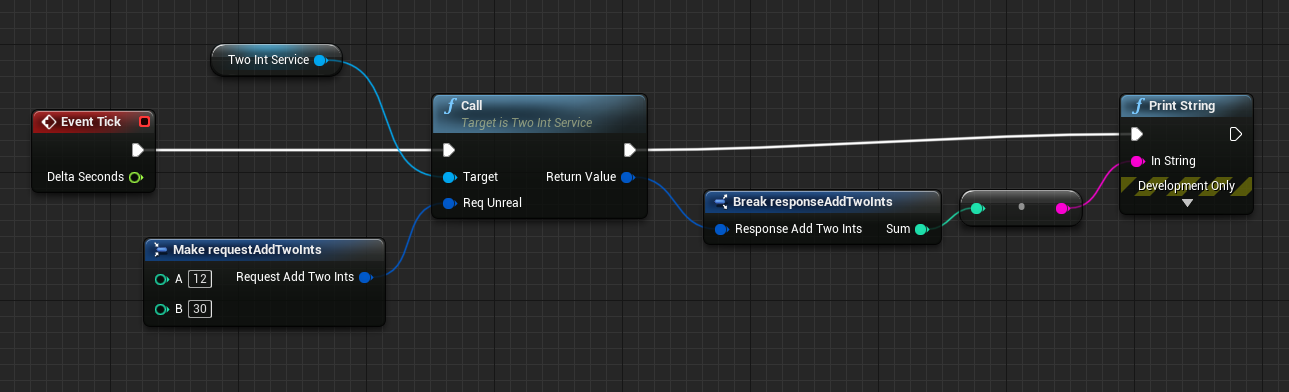 Two Int Service
Event Tick
Delta Seconds
f Call
Target is Two Int Service
Target
Return Value
Req Unreal
Make requestAddTwoInts
A 12
Request Add Two Ints
B 30
Break responseAddTwoInts
Response Add Two Ints
Sum
f Print String
In String
Development Only